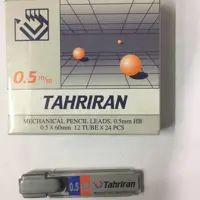 0.5 m/m
TAHRIRAN
MECHANICAL PENCIL LEADS. 0.5mm HB
0.5 X 60mm 12 TUBE X 24 PCS
0.5
Tahriran